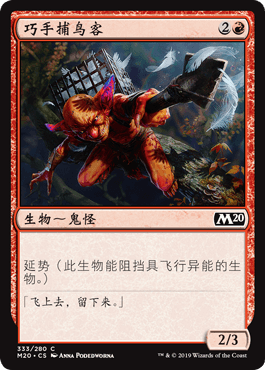 巧手捕鸟客 2
生物～鬼怪 M20
延势（此生物能阻挡具飞行异能的生
物。）
「飞上去，留下来。」
2/3
333/280 C
M20 • CS Anna Podedworna ™ & © 2019 Wizards of the Coast